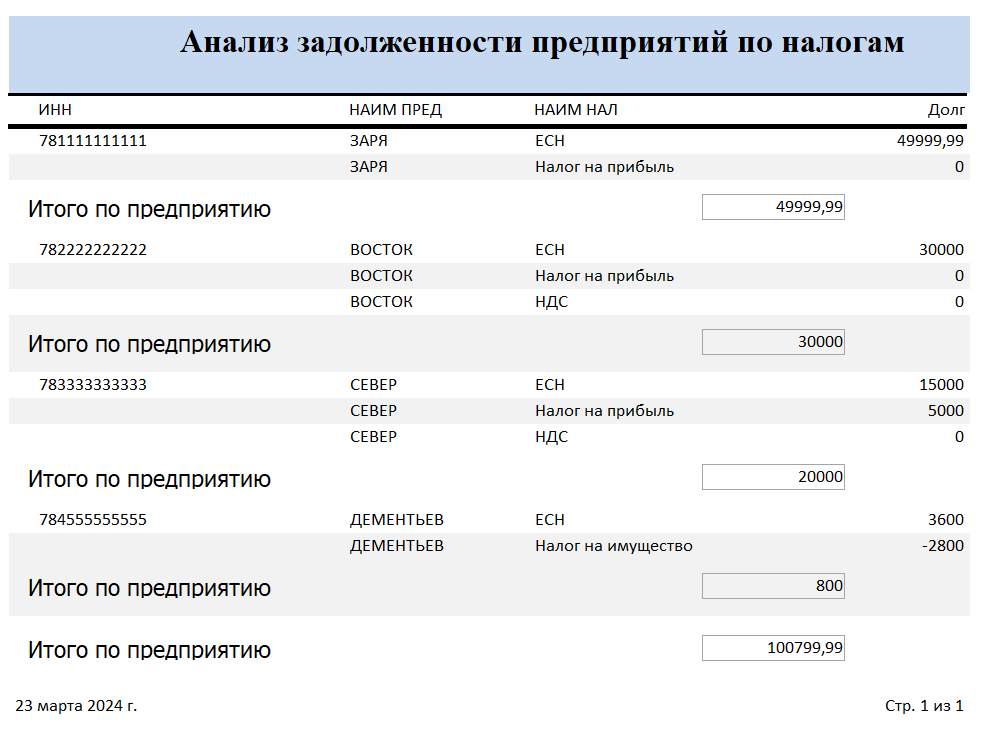 Анализ задолженности предприятий по налогам
ИНН НАИМ ПРЕД НАИМ НАЛ Долг
781111111111 ЗАРЯ ЕСН 49999,99
ЗАРЯ Налог на прибыль 0
Итого по предприятию 49999,99
782222222222 ВОСТОК ЕСН 30000
ВОСТОК Налог на прибыль 0
ВОСТОК НДС 0
Итого по предприятию 30000
783333333333 СЕВЕР ЕСН 15000
СЕВЕР Налог на прибыль 5000
СЕВЕР НДС 0
Итого по предприятию 20000
784555555555 ДЕМЕНТЬЕВ ЕСН 3600
ДЕМЕНТЬЕВ Налог на имущество -2800
Итого по предприятию 800
Итого по предприятию 100799,99
23 марта 2024 г. Стр. 1 из 1